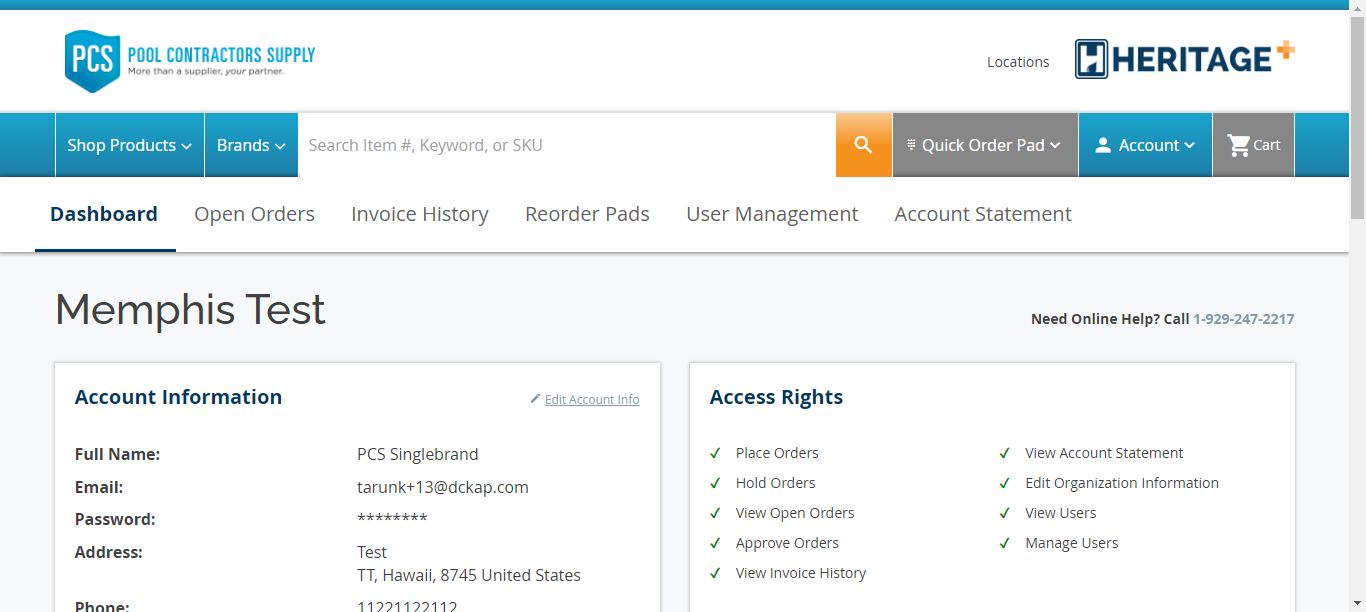 PCS POOL CONTRACTORS SUPPLY
More than a supplier, your partner.
Locations
HERITAGE+
Shop Products
Brands
Search Item #, Keyword, or SKU
Quick Order Pad
Account
Cart
Dashboard
Open Orders
Invoice History
Reorder Pads
User Management
Account Statement
Memphis Test
Need Online Help? Call 1-929-247-2217
Account Information
Edit Account Info
Full Name: PCS Singlebrand
Email: tarunk+13@dckap.com
Password: ********
Address: Test
TT, Hawaii, 8745 United States
Phone: 11221122112
Access Rights
Place Orders
Hold Orders
View Open Orders
Approve Orders
View Invoice History
View Account Statement
Edit Organization Information
View Users
Manage Users